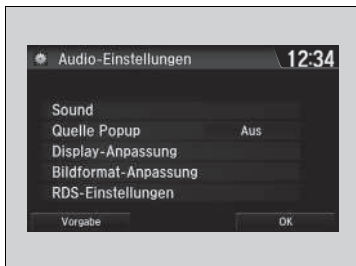 Audio-Einstellungen 12:34
Sound
Quelle Popup Aus
Display-Anpassung
Bildformat-Anpassung
RDS-Einstellungen
Vorgabe OK